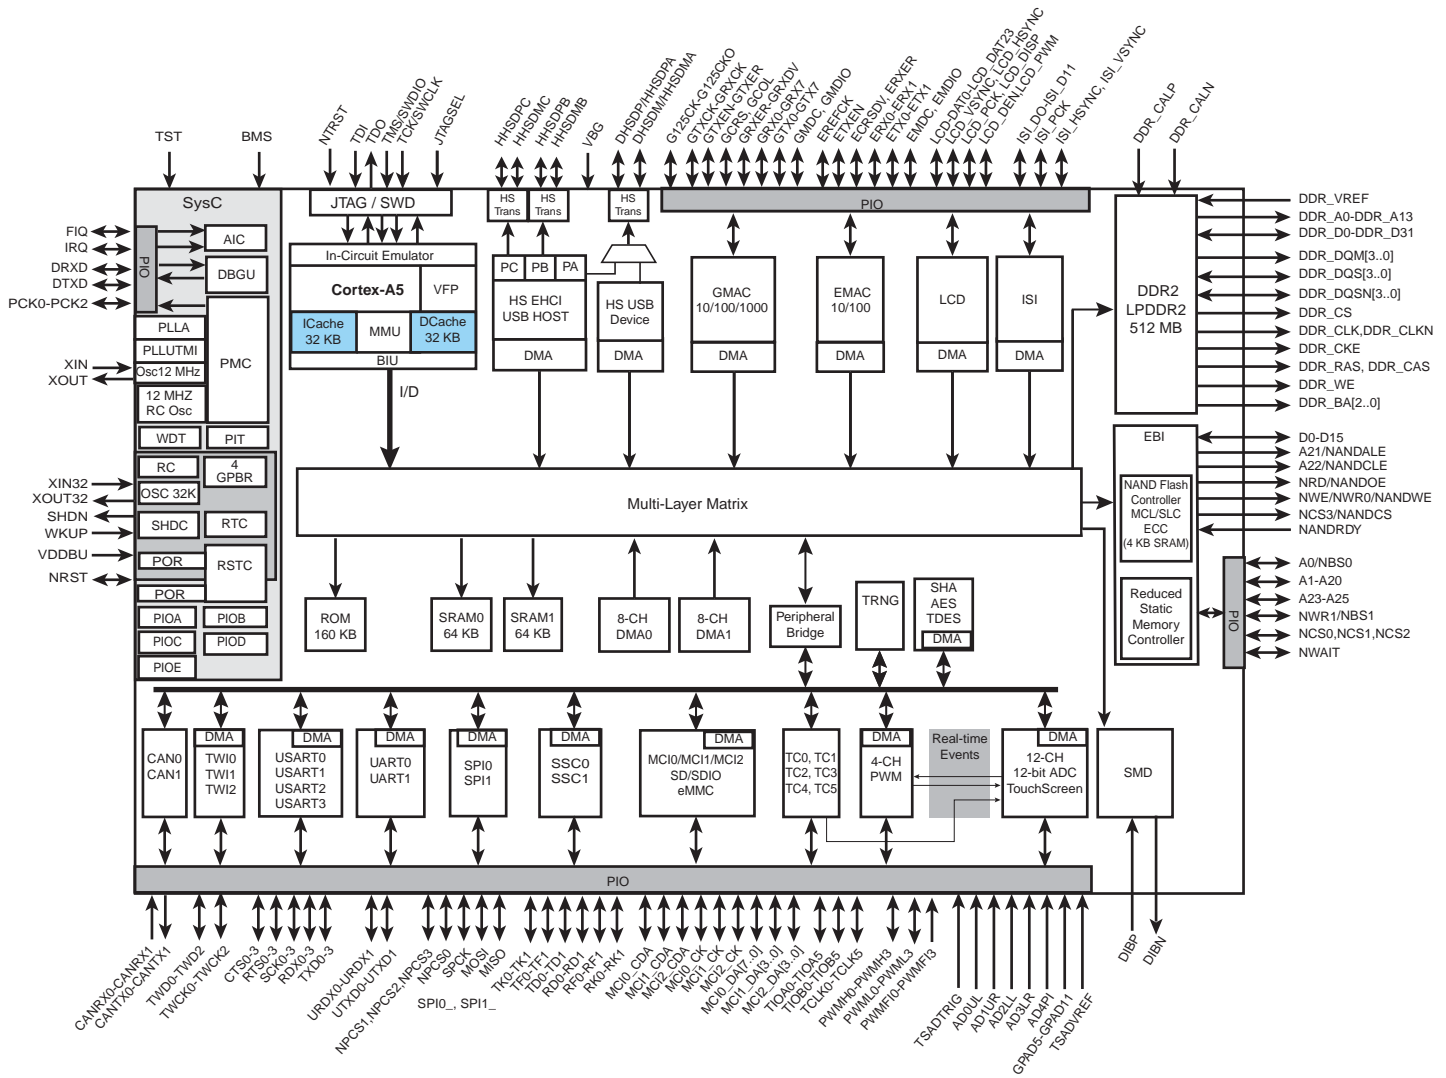 TST
BMS
NTRST
TDI
TDO
TMS/SWDIO
TCK/SWCLK
JTAGSEL
HHSDPC
HHSDMC
HHSDPB
HHSDMB
VBG
DHSDP/HHSDPA
DHSDM/HHSDMA
G125CK-G125CKO
GTXCK-GRXCK
GTXEN-GTXER
GCRS, GCOL
GRXER-GRXDV
GRX0-GRX7
GTX0-GTX7
GMDC, GMDIO
EREFCK
ETXEN
ECRSDV, ERXER
ERX0-ERX1
ETX0-ETX1
EMDC, EMDIO
LCD-DAT0-LCD_DAT23
LCD_VSYNC, LCD_HSYNC
LCD_PCK, LCD_DISP
LCD_DEN,LCD_PWM
ISI_DO-ISI_D11
ISI_PCK
ISI_HSYNC, ISI_VSYNC
DDR_CALP
DDR_CALN
SysC
PIO
AIC
DBGU
PMC
PLLA
PLLUTMI
Osc12 MHz
12 MHZ
RC Osc
WDT
PIT
RC
4
GPBR
OSC 32K
SHDC
RTC
POR
RSTC
POR
PIOA
PIOB
PIOC
PIOD
PIOE
FIQ
IRQ
DRXD
DTXD
PCK0-PCK2
XIN
XOUT
XIN32
XOUT32
SHDN
WKUP
VDDBU
NRST
JTAG / SWD
In-Circuit Emulator
Cortex-A5
VFP
ICache
32 KB
MMU
DCache
32 KB
BIU
I/D
HS
Trans
HS
Trans
HS
Trans
PC
PB
PA
HS EHCI
USB HOST
DMA
HS USB
Device
DMA
PIO
GMAC
10/100/1000
DMA
EMAC
10/100
DMA
LCD
DMA
ISI
DMA
DDR2
LPDDR2
512 MB
DDR_VREF
DDR_A0-DDR_A13
DDR_D0-DDR_D31
DDR_DQM[3..0]
DDR_DQS[3..0]
DDR_DQSN[3..0]
DDR_CS
DDR_CLK,DDR_CLKN
DDR_CKE
DDR_RAS, DDR_CAS
DDR_WE
DDR_BA[2..0]
EBI
NAND Flash
Controller
MCL/SLC
ECC
(4 KB SRAM)
Reduced
Static
Memory
Controller
D0-D15
A21/NANDALE
A22/NANDCLE
NRD/NANDOE
NWE/NWR0/NANDWE
NCS3/NANDCS
NANDRDY
PIO
A0/NBS0
A1-A20
A23-A25
NWR1/NBS1
NCS0,NCS1,NCS2
NWAIT
Multi-Layer Matrix
ROM
160 KB
SRAM0
64 KB
SRAM1
64 KB
8-CH
DMA0
8-CH
DMA1
Peripheral
Bridge
TRNG
SHA
AES
TDES
DMA
CAN0
CAN1
DMA
TWI0
TWI1
TWI2
DMA
USART0
USART1
USART2
USART3
DMA
UART0
UART1
DMA
SPI0
SPI1
DMA
SSC0
SSC1
DMA
MCI0/MCI1/MCI2
SD/SDIO
eMMC
TC0, TC1
TC2, TC3
TC4, TC5
DMA
4-CH
PWM
Real-time
Events
DMA
12-CH
12-bit ADC
TouchScreen
SMD
PIO
CANRX0-CANRX1
CANTX0-CANTX1
TWD0-TWD2
TWCK0-TWCK2
CTS0-3
RTS0-3
SCK0-3
RDX0-3
TXD0-3
URDX0-URDX1
UTXD0-UTXD1
NPCS1,NPCS2,NPCS3
NPCS0
SPCK
MOSI
MISO
SPI0_, SPI1_
TK0-TK1
TF0-TF1
TD0-TD1
RD0-RD1
RF0-RF1
RK0-RK1
MCI0_CDA
MCI1_CDA
MCI2_CDA
MCI0_CK
MCI1_CK
MCI2_CK
MCI0_DA[7..0]
MCI1_DA[3..0]
MCI2_DA[3..0]
TIOA0-TIOA5
TIOB0-TIOB5
TCLK0-TCLK5
PWMH0-PWMH3
PWML0-PWML3
PWMFI0-PWMFI3
TSADTRIG
AD0UL
AD1UR
AD2LL
AD3LR
AD4PI
GPAD5-GPAD11
TSADVREF
DIBP
DIBN